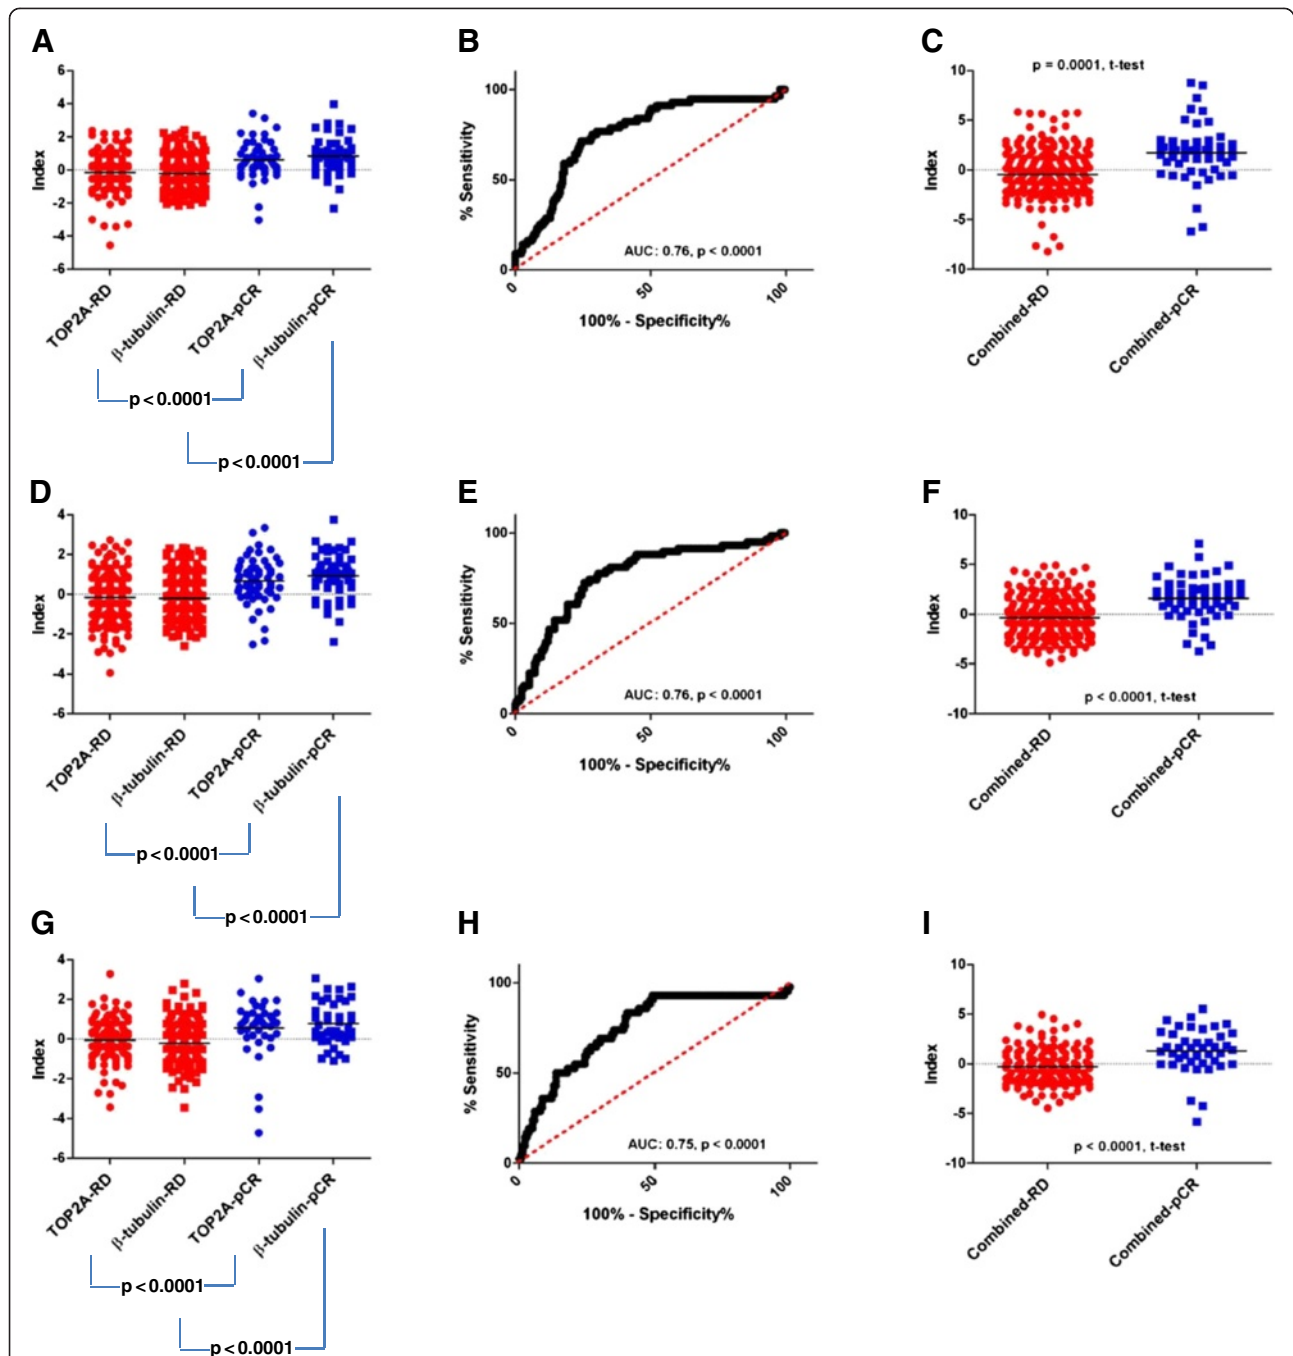 A
B
C
6
4
2
0
-2
-4
-6
Index
TOP2A-RD
β-tubulin-RD
TOP2A-pCR
β-tubulin-pCR
p < 0.0001
p < 0.0001
100
50
0
% Sensitivity
AUC: 0.76, p < 0.0001
0
50
100
100% - Specificity%
p = 0.0001, t-test
10
5
0
-5
-10
Index
Combined-RD
Combined-pCR
D
E
F
4
2
0
-2
-4
-6
Index
TOP2A-RD
β-tubulin-RD
TOP2A-pCR
β-tubulin-pCR
p < 0.0001
p < 0.0001
100
50
0
% Sensitivity
AUC: 0.76, p < 0.0001
0
50
100
100% - Specificity%
10
5
0
-5
-10
Index
p < 0.0001, t-test
Combined-RD
Combined-pCR
G
H
I
4
2
0
-2
-4
-6
Index
TOP2A-RD
β-tubulin-RD
TOP2A-pCR
β-tubulin-pCR
p < 0.0001
p < 0.0001
100
50
0
% Sensitivity
AUC: 0.75, p < 0.0001
0
50
100
100% - Specificity%
10
5
0
-5
-10
Index
p < 0.0001, t-test
Combined-RD
Combined-pCR